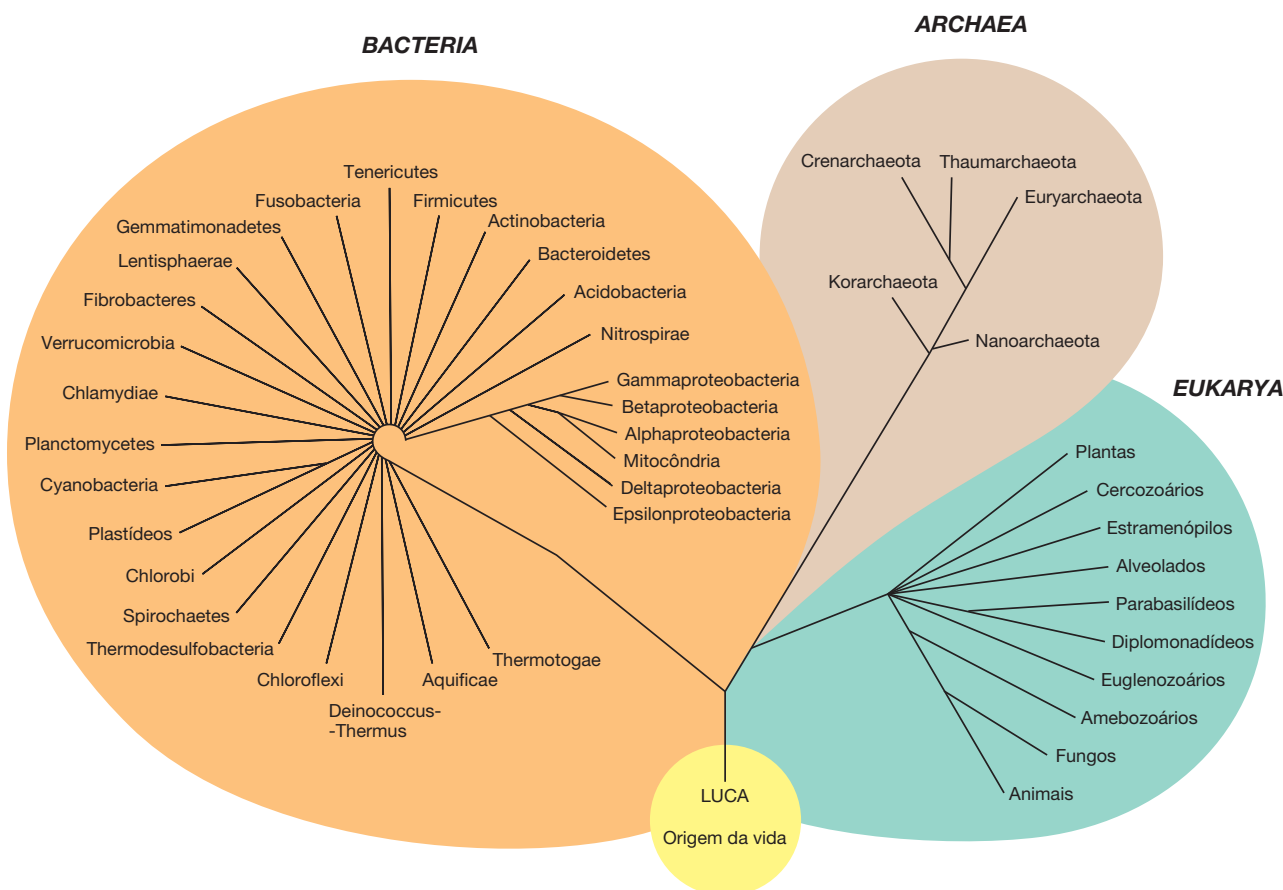 BACTERIA
ARCHAEA
EUKARYA
Tenericutes
Fusobacteria
Firmicutes
Gemmatimonadetes
Actinobacteria
Lentisphaerae
Bacteroidetes
Fibrobacteres
Acidobacteria
Verrucomicrobia
Nitrospirae
Chlamydiae
Gammaproteobacteria
Betaproteobacteria
Planctomycetes
Alphaproteobacteria
Mitocôndria
Cyanobacteria
Deltaproteobacteria
Epsilonproteobacteria
Plastídeos
Chlorobi
Spirochaetes
Thermodesulfobacteria
Chloroflexi
Deinococcus-
-Thermus
Aquificae
Thermotogae
Crenarchaeota
Thaumarchaeota
Euryarchaeota
Korarchaeota
Nanoarchaeota
Plantas
Cercozoários
Estramenópilos
Alveolados
Parabasilídeos
Diplomonadídeos
Euglenozoários
Amebozoários
Fungos
Animais
LUCA
Origem da vida